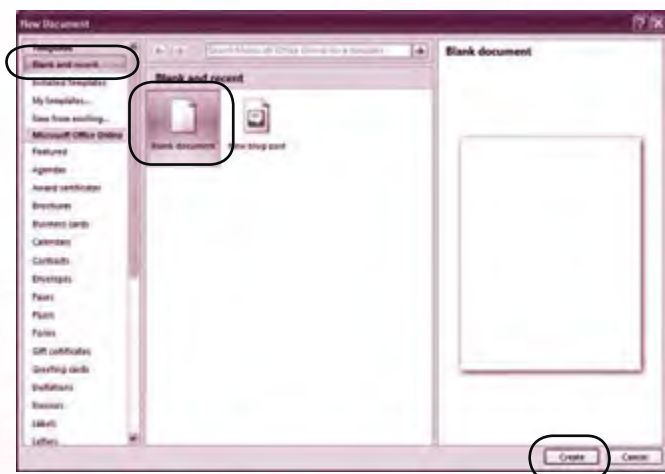 New Document
Templates
Blank and recent
Installed Templates
My templates...
New from existing...
Microsoft Office Online
Featured
Agendas
Award certificates
Brochures
Business cards
Calendars
Contracts
Envelopes
Faxes
Flyers
Forms
Gift certificates
Greeting cards
Invitations
Invoices
Labels
Letters
Search Microsoft Office Online for a template
Blank and recent
Blank document
New blog post
Blank document
Create
Cancel